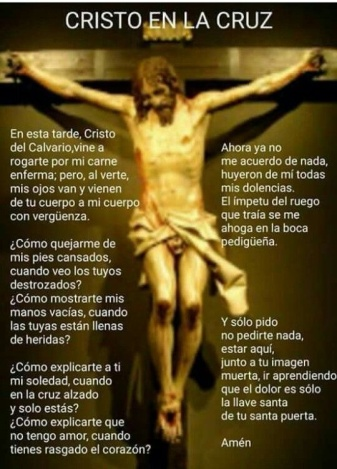 CRISTO EN LA CRUZ
En esta tarde, Cristo
del Calvario,vine a
rogarte por mi carne
enferma; pero, al verte,
mis ojos van y vienen
de tu cuerpo a mi cuerpo
con vergüenza.
¿Cómo quejarme de
mis pies cansados,
cuando veo los tuyos
destrozados?
¿Cómo mostrarte mis
manos vacías, cuando
las tuyas están llenas
de heridas?
¿Cómo explicarte a ti
mi soledad, cuando
en la cruz alzado
y solo estás?
¿Cómo explicarte que
no tengo amor, cuando
tienes rasgado el corazón?
Ahora ya no
me acuerdo de nada,
huyeron de mí todas
mis dolencias.
El ímpetu del ruego
que traía se me
ahoga en la boca
pedigüeña.
Y sólo pido
no pedirte nada,
estar aquí,
junto a tu imagen
muerta, ir aprendiendo
que el dolor es sólo
la llave santa
de tu santa puerta.
Amén